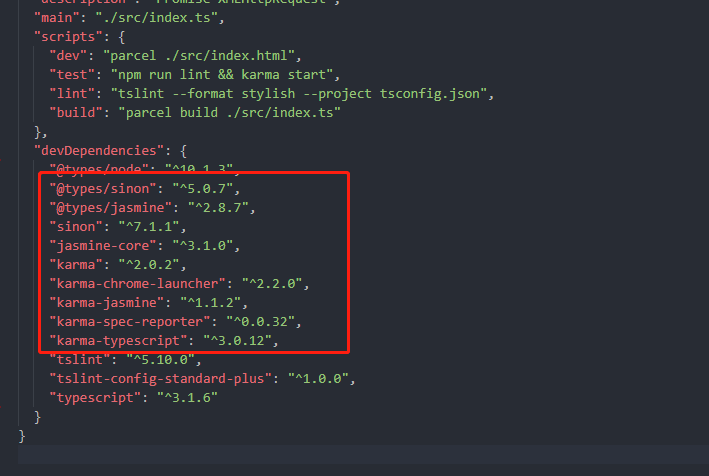 "description": "Promise XMLHttpRequest",
"main": "./src/index.ts",
"scripts": {
"dev": "parcel ./src/index.html",
"test": "npm run lint && karma start",
"lint": "tslint --format stylish --project tsconfig.json",
"build": "parcel build ./src/index.ts"
},
"devDependencies": {
"@types/node": "^10.1.3",
"@types/sinon": "^5.0.7",
"@types/jasmine": "^2.8.7",
"sinon": "^7.1.1",
"jasmine-core": "^3.1.0",
"karma": "^2.0.2",
"karma-chrome-launcher": "^2.2.0",
"karma-jasmine": "^1.1.2",
"karma-spec-reporter": "^0.0.32",
"karma-typescript": "^3.0.12",
"tslint": "^5.10.0",
"tslint-config-standard-plus": "^1.0.0",
"typescript": "^3.1.6"
}
}